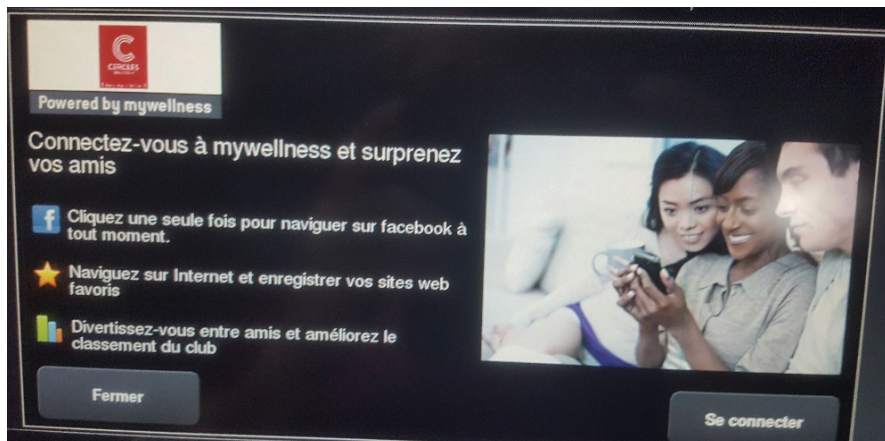 CERCLES
Powered by mywellness
Connectez-vous à mywellness et surprenez
vos amis
Cliquez une seule fois pour naviguer sur facebook à
tout moment.
Naviguez sur Internet et enregistrer vos sites web
favoris
Divertissez-vous entre amis et améliorez le
classement du club
Fermer
Se connecter